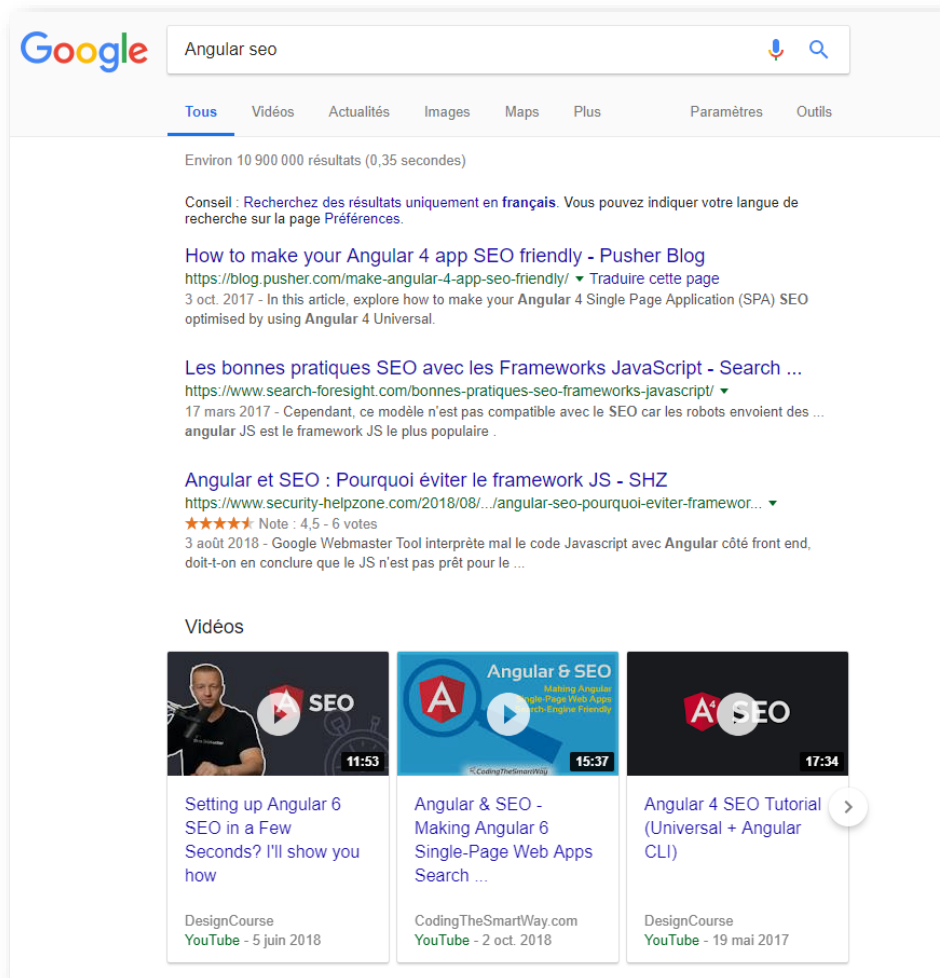 Google
Angular seo
Tous Vidéos Actualités Images Maps Plus Paramètres Outils
Environ 10 900 000 résultats (0,35 secondes)
Conseil : Recherchez des résultats uniquement en français. Vous pouvez indiquer votre langue de
recherche sur la page Préférences.
How to make your Angular 4 app SEO friendly - Pusher Blog
https://blog.pusher.com/make-angular-4-app-seo-friendly/ ▾ Traduire cette page
3 oct. 2017 - In this article, explore how to make your Angular 4 Single Page Application (SPA) SEO
optimised by using Angular 4 Universal.
Les bonnes pratiques SEO avec les Frameworks JavaScript - Search ...
https://www.search-foresight.com/bonnes-pratiques-seo-frameworks-javascript/ ▾
17 mars 2017 - Cependant, ce modèle n'est pas compatible avec le SEO car les robots envoient des ...
angular JS est le framework JS le plus populaire .
Angular et SEO : Pourquoi éviter le framework JS - SHZ
https://www.security-helpzone.com/2018/08/.../angular-seo-pourquoi-eviter-framewor... ▾
Note : 4,5 - 6 votes
3 août 2018 - Google Webmaster Tool interprète mal le code Javascript avec Angular côté front end,
doit-t-on en conclure que le JS n'est pas prêt pour le ...
Vidéos
A SEO
11:53
Angular & SEO
Making Angular
Single-Page Web Apps
Search-Engine Friendly
A
CodingTheSmartWay
15:37
A4 SEO
17:34
Setting up Angular 6
SEO in a Few
Seconds? I'll show you
how
DesignCourse
YouTube - 5 juin 2018
Angular & SEO -
Making Angular 6
Single-Page Web Apps
Search ...
CodingTheSmartWay.com
YouTube - 2 oct. 2018
Angular 4 SEO Tutorial
(Universal + Angular
CLI)
DesignCourse
YouTube - 19 mai 2017